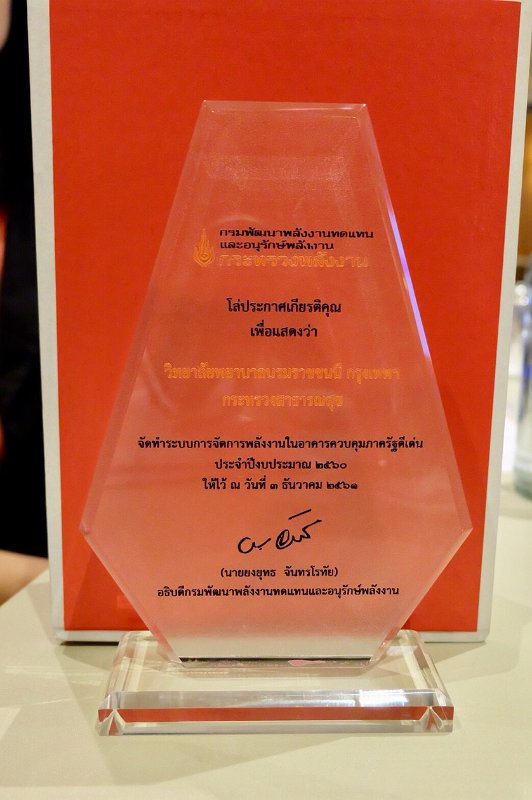 กรมพัฒนาพลังงานทดแทน
และอนุรักษ์พลังงาน
กระทรวงพลังงาน
โล่ประกาศเกียรติคุณ
เพื่อแสดงว่า
วิทยาลัยพยาบาลบรมราชชนนี กรุงเทพฯ
กระทรวงสาธารณสุข
จัดทำระบบการจัดการพลังงานในอาคารควบคุมภาครัฐดีเด่น
ประจำปีงบประมาณ ๒๕๖๐
ให้ไว้ ณ วันที่ ๓ ธันวาคม ๒๕๖๑
(นายยงยุทธ จันทรโรทัย)
อธิบดีกรมพัฒนาพลังงานทดแทนและอนุรักษ์พลังงาน